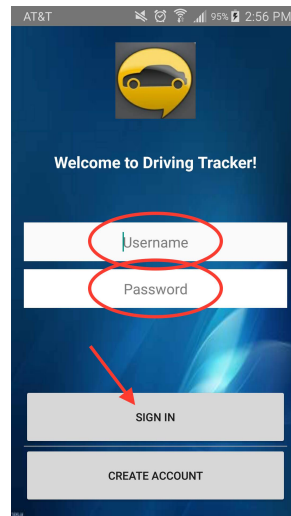 AT&T 95% 2:56 PM
Welcome to Driving Tracker!
Username
Password
SIGN IN
CREATE ACCOUNT